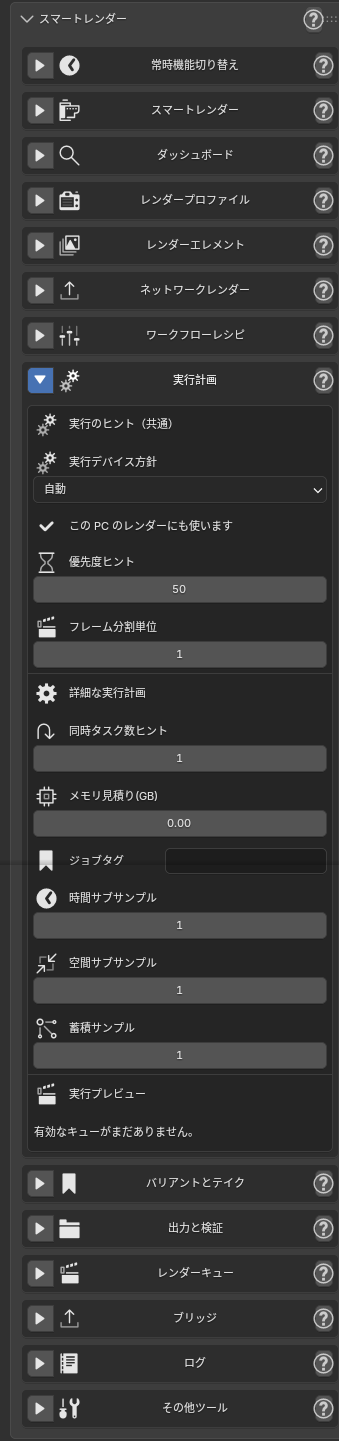 スマートレンダー
常時機能切り替え
スマートレンダー
ダッシュボード
レンダープロファイル
レンダーエレメント
ネットワークレンダー
ワークフローレシピ
実行計画
実行のヒント（共通）
実行デバイス方針
自動
この PC のレンダーにも使います
優先度ヒント
50
フレーム分割単位
1
詳細な実行計画
同時タスク数ヒント
1
メモリ見積り(GB)
0.00
ジョブタグ
時間サブサンプル
1
空間サブサンプル
1
蓄積サンプル
1
実行プレビュー
有効なキューがまだありません。
バリアントとテイク
出力と検証
レンダーキュー
ブリッジ
ログ
その他ツール